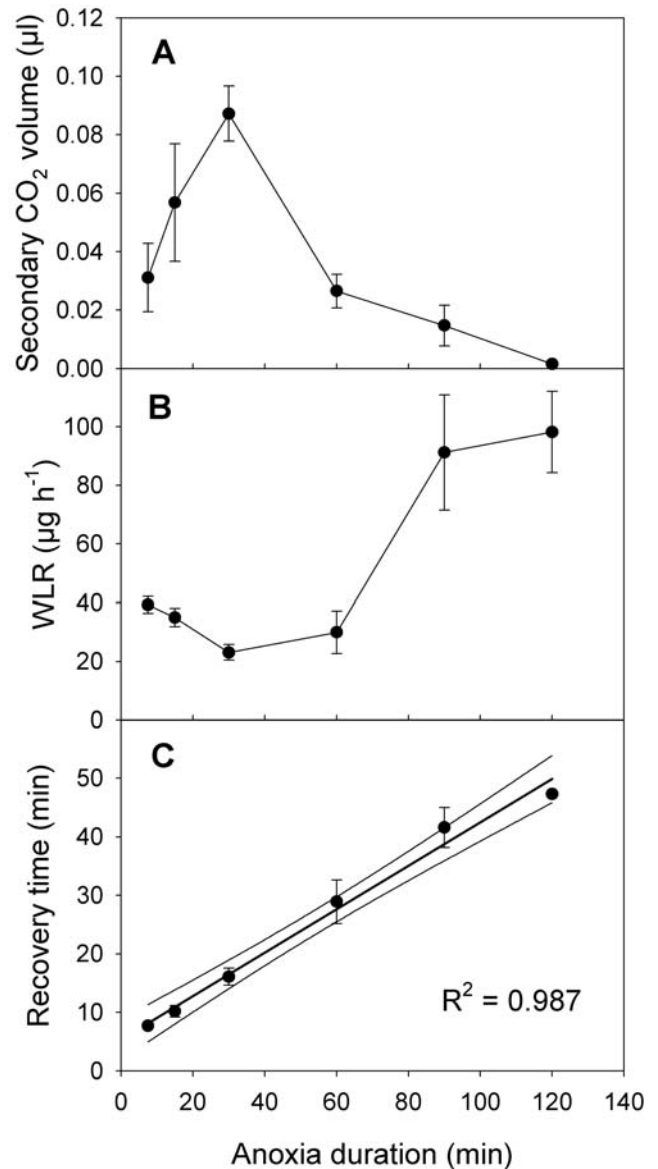 A
Secondary CO₂ volume (µl)
0.12
0.10
0.08
0.06
0.04
0.02
0.00
B
WLR (µg h⁻¹)
100
80
60
40
20
0
C
Recovery time (min)
50
40
30
20
10
0
R² = 0.987
0 20 40 60 80 100 120 140
Anoxia duration (min)